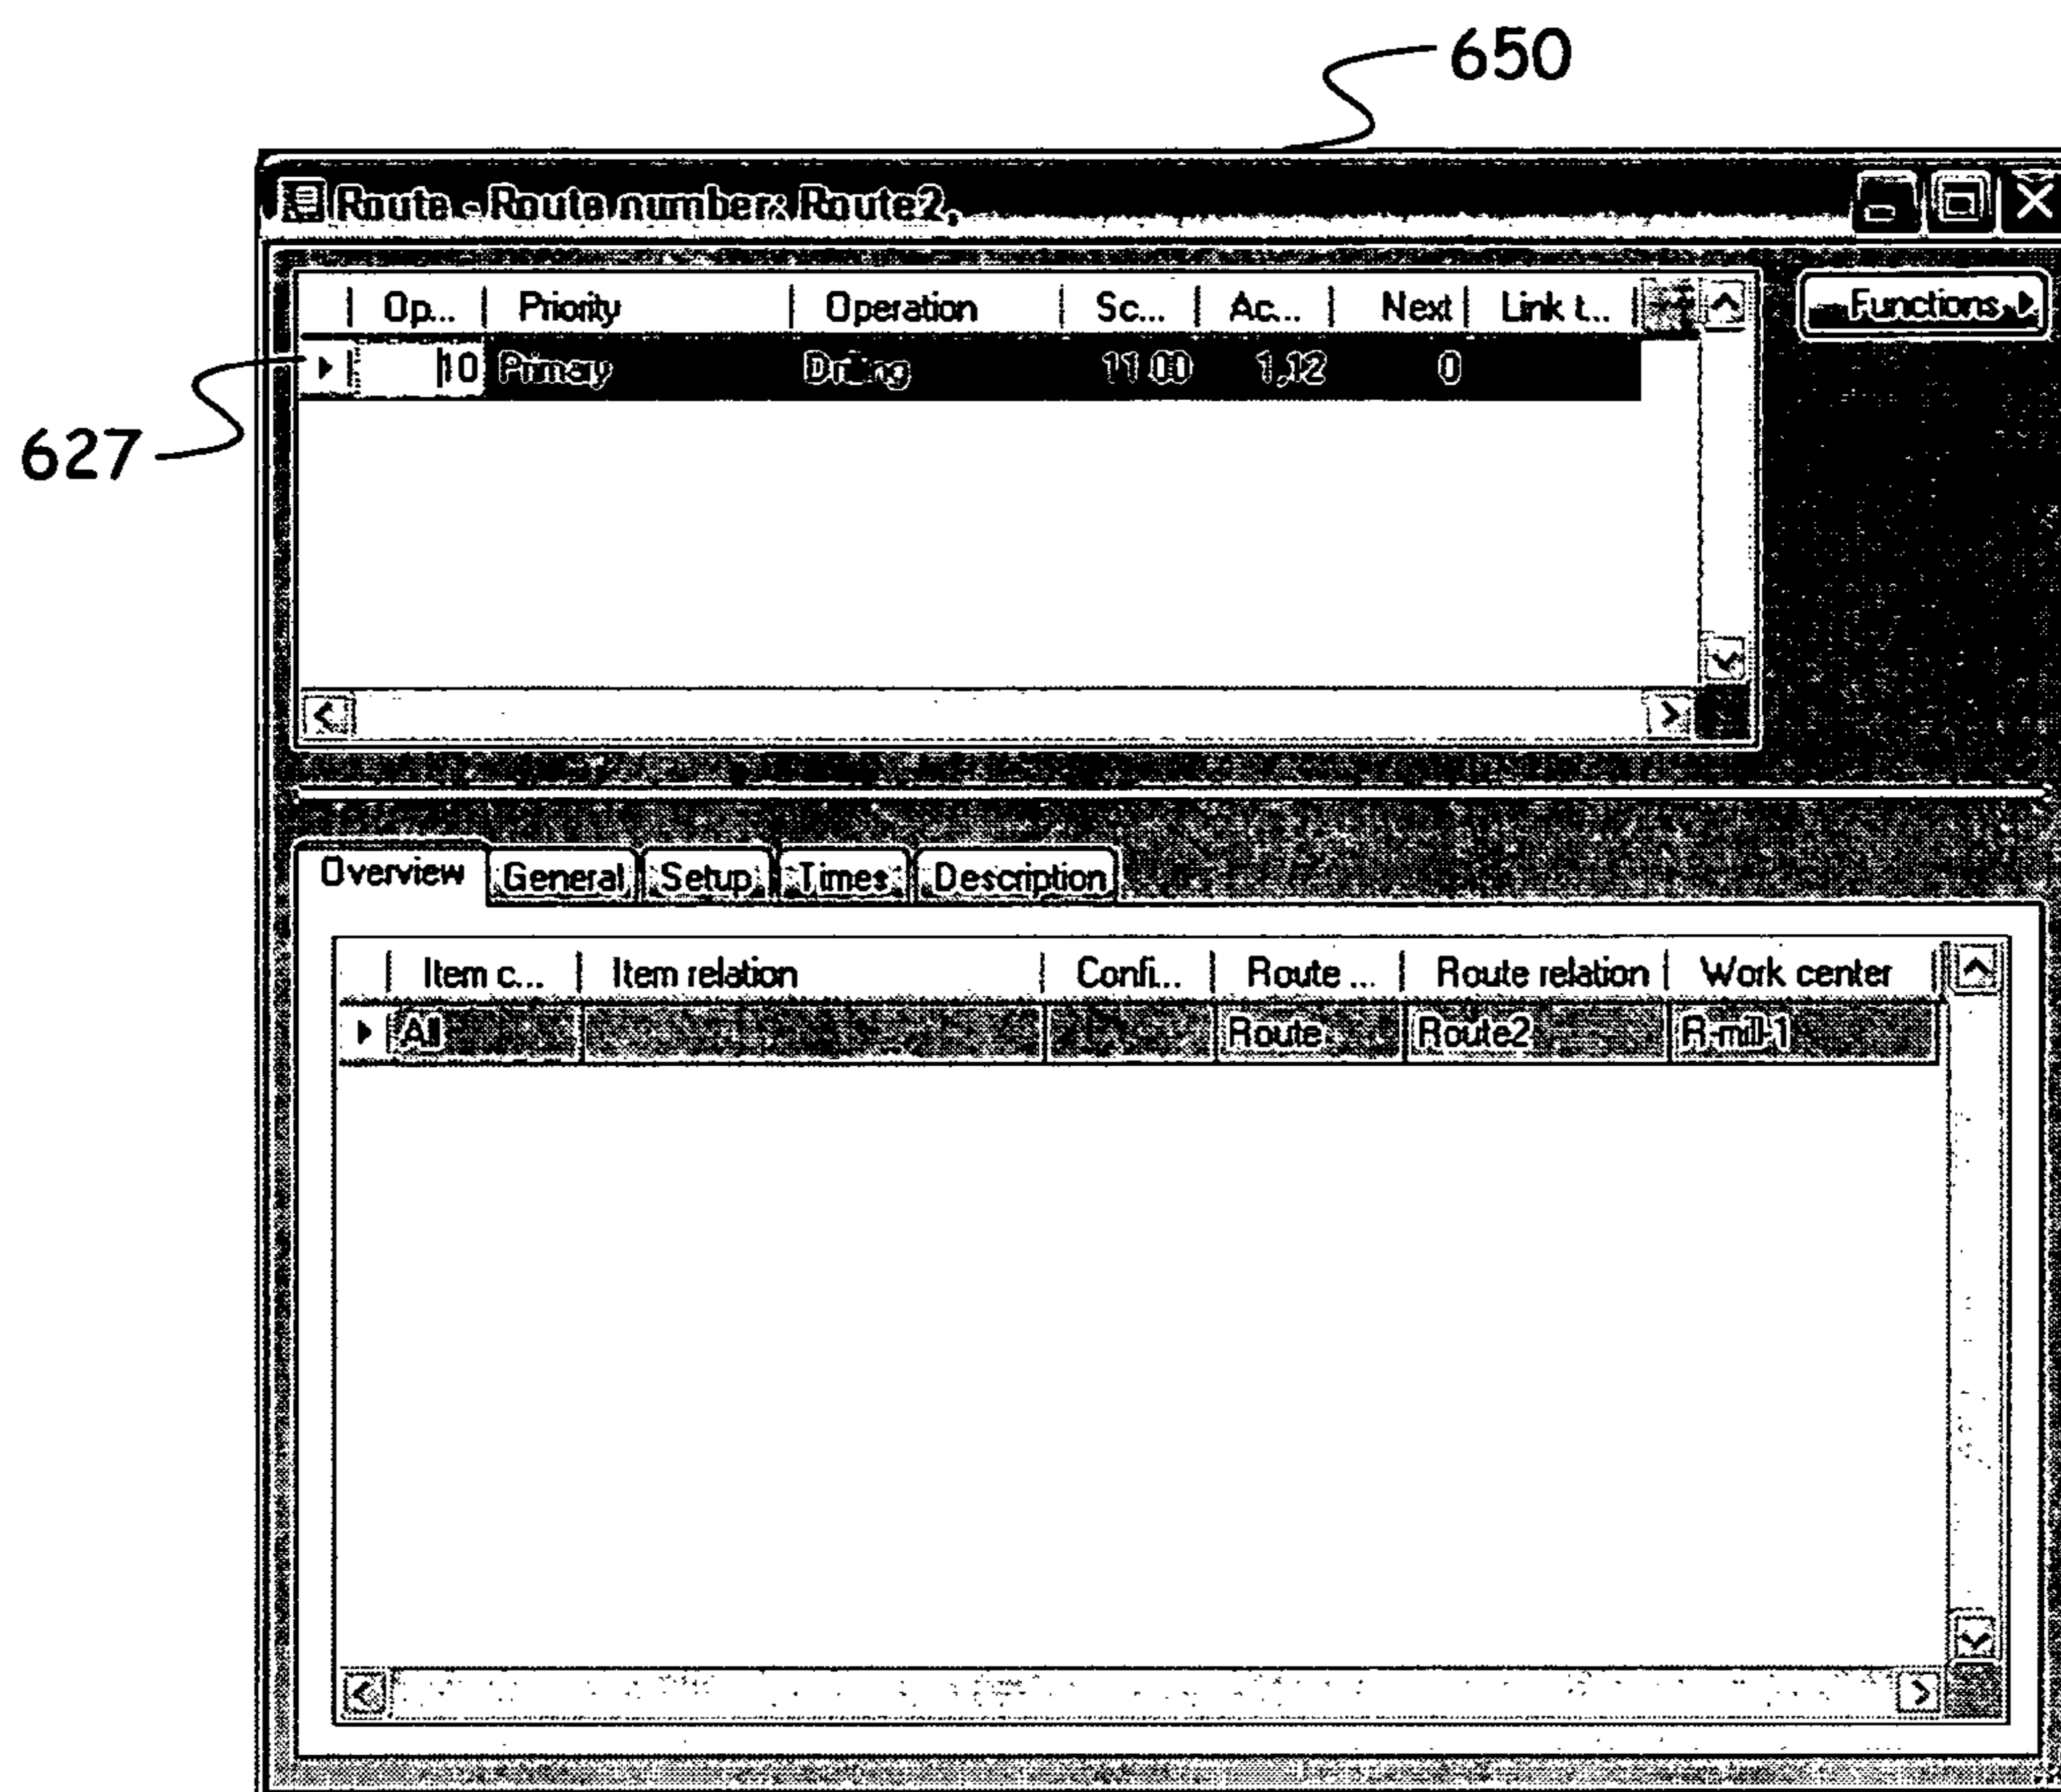 650
Route - Route number: Route2,
Op... Priority Operation Sc... Ac... Next Link t... Functions
627
10 Primary Drilling 11.00 1,12 0
Overview General Setup Times Description
Item c... Item relation Confi... Route ... Route relation Work center
All Route Route2 R-mill-1